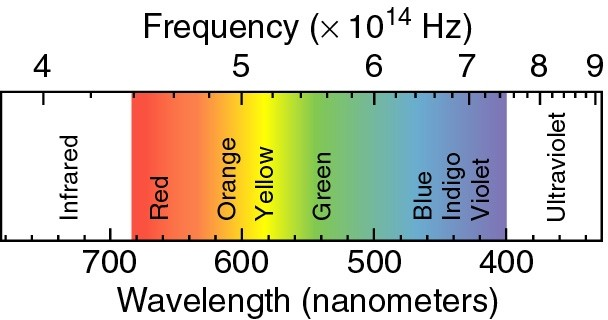 Frequency (× 10¹⁴ Hz)
4 5 6 7 8 9
Infrared
Red
Orange
Yellow
Green
Blue
Indigo
Violet
Ultraviolet
700 600 500 400
Wavelength (nanometers)